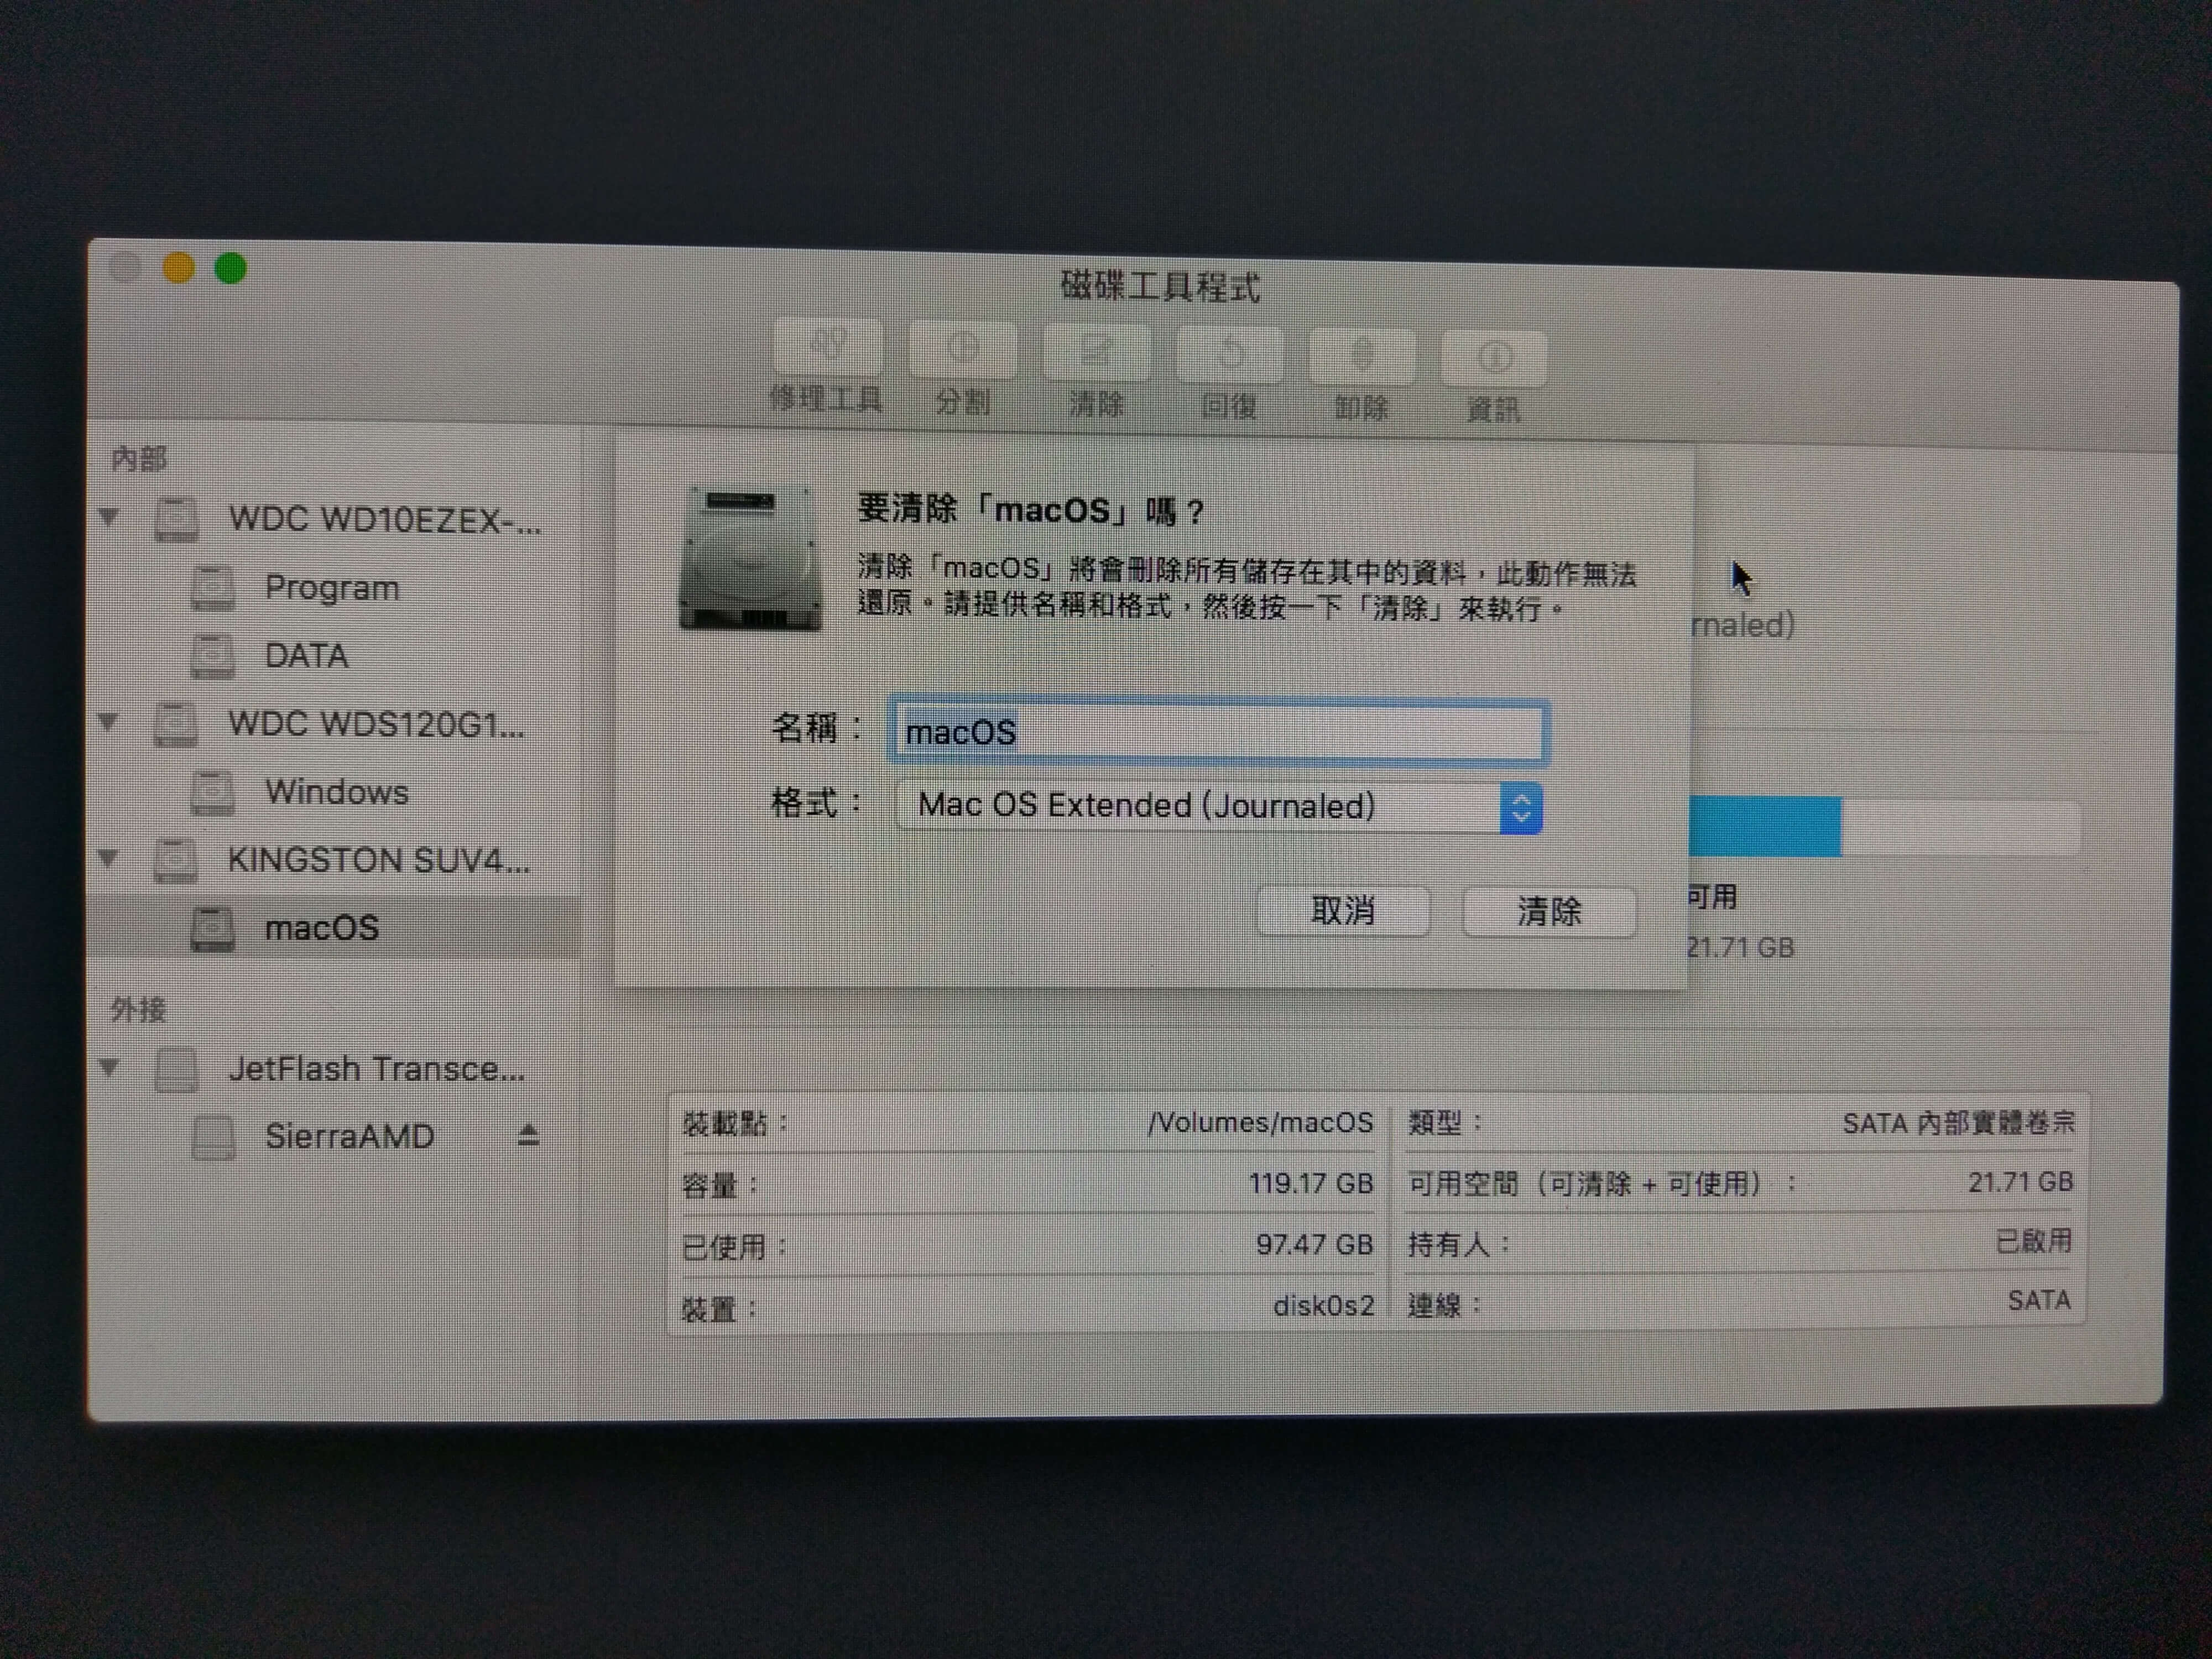 磁碟工具程式
修理工具
分割
清除
回復
卸除
資訊
內部
WDC WD10EZEX-...
Program
DATA
WDC WDS120G1...
Windows
KINGSTON SUV4...
macOS
外接
JetFlash Transce...
SierraAMD
要清除「macOS」嗎？
清除「macOS」將會刪除所有儲存在其中的資料，此動作無法
還原。請提供名稱和格式，然後按一下「清除」來執行。
名稱： macOS
格式： Mac OS Extended (Journaled)
取消 清除
rnaled)
可用
21.71 GB
裝載點： /Volumes/macOS 類型： SATA 內部實體卷宗
容量： 119.17 GB 可用空間（可清除 + 可使用）： 21.71 GB
已使用： 97.47 GB 持有人： 已啟用
裝置： disk0s2 連線： SATA